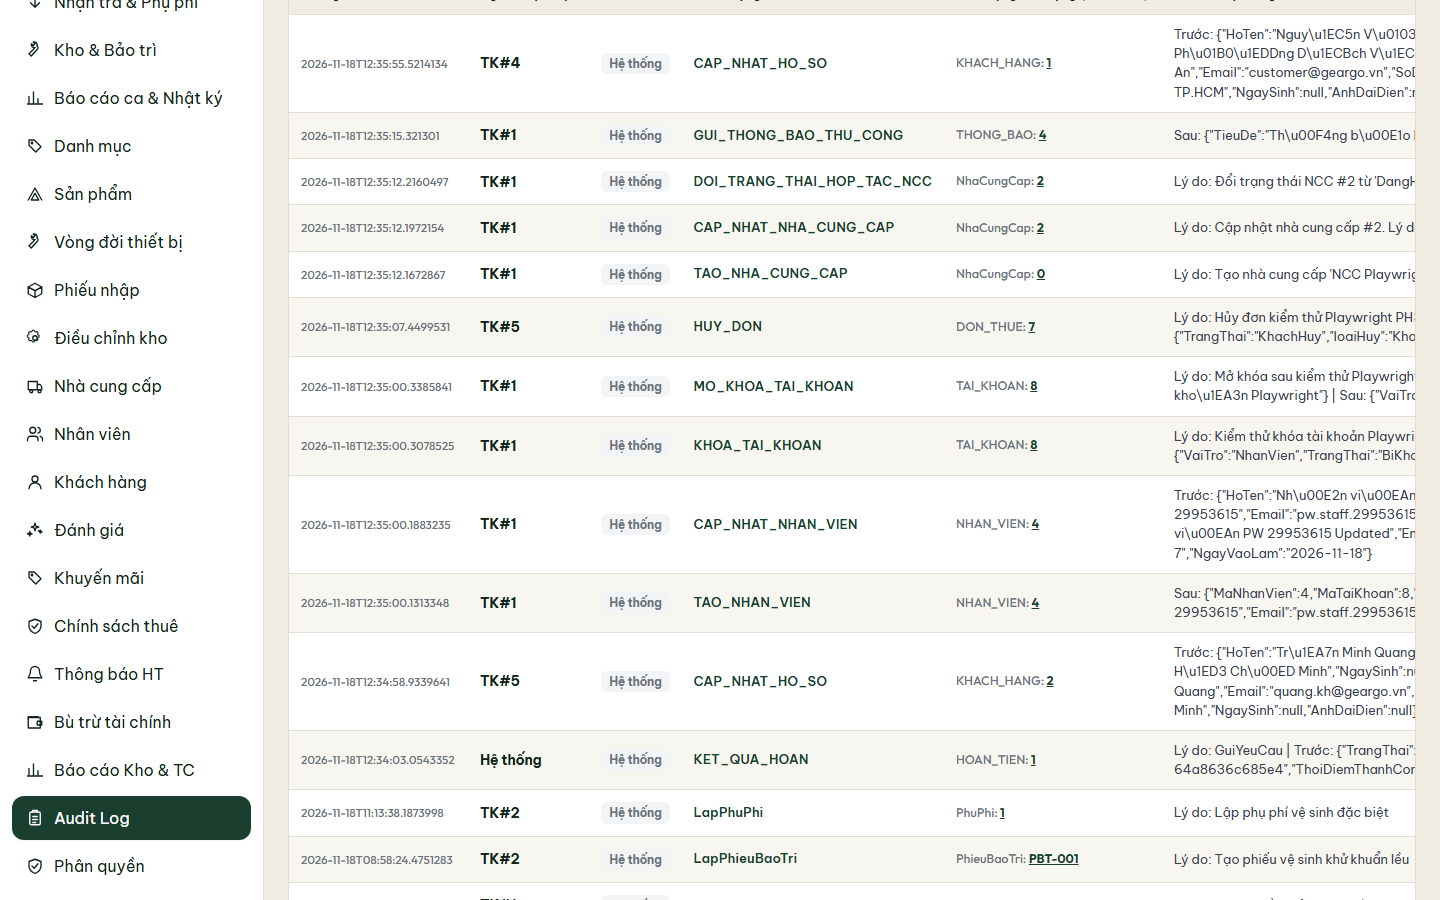 Nhận trả & Phụ phí
Kho & Bảo trì
Báo cáo ca & Nhật ký
Danh mục
Sản phẩm
Vòng đời thiết bị
Phiếu nhập
Điều chỉnh kho
Nhà cung cấp
Nhân viên
Khách hàng
Đánh giá
Khuyến mãi
Chính sách thuê
Thông báo HT
Bù trừ tài chính
Báo cáo Kho & TC
Audit Log
Phân quyền
2026-11-18T12:35:55.5214134 TK#4 Hệ thống CAP_NHAT_HO_SO KHACH_HANG: 1
Trước: {"HoTen":"Nguy\u1EC5n V\u0103
Ph\u01B0\u1EDDng D\u1ECBch V\u1EC
An","Email":"customer@geargo.vn","SoD
TP.HCM","NgaySinh":null,"AnhDaiDien":n
2026-11-18T12:35:15.321301 TK#1 Hệ thống GUI_THONG_BAO_THU_CONG THONG_BAO: 4 Sau: {"TieuDe":"Th\u00F4ng b\u00E1o
2026-11-18T12:35:12.2160497 TK#1 Hệ thống DOI_TRANG_THAI_HOP_TAC_NCC NhaCungCap: 2 Lý do: Đổi trạng thái NCC #2 từ 'DangH
2026-11-18T12:35:12.1972154 TK#1 Hệ thống CAP_NHAT_NHA_CUNG_CAP NhaCungCap: 2 Lý do: Cập nhật nhà cung cấp #2. Lý d
2026-11-18T12:35:12.1672867 TK#1 Hệ thống TAO_NHA_CUNG_CAP NhaCungCap: 0 Lý do: Tạo nhà cung cấp 'NCC Playwrig
2026-11-18T12:35:07.4499531 TK#5 Hệ thống HUY_DON DON_THUE: 7
Lý do: Hủy đơn kiểm thử Playwright PH
{"TrangThai":"KhachHuy","loaiHuy":"Kha
2026-11-18T12:35:00.3385841 TK#1 Hệ thống MO_KHOA_TAI_KHOAN TAI_KHOAN: 8
Lý do: Mở khóa sau kiểm thử Playwright
kho\u1EA3n Playwright"} | Sau: {"VaiTro
2026-11-18T12:35:00.3078525 TK#1 Hệ thống KHOA_TAI_KHOAN TAI_KHOAN: 8
Lý do: Kiểm thử khóa tài khoản Playwri
{"VaiTro":"NhanVien","TrangThai":"BiKho
2026-11-18T12:35:00.1883235 TK#1 Hệ thống CAP_NHAT_NHAN_VIEN NHAN_VIEN: 4
Trước: {"HoTen":"Nh\u00E2n vi\u00EAn
29953615","Email":"pw.staff.29953615
vi\u00EAn PW 29953615 Updated","Em
7","NgayVaoLam":"2026-11-18"}
2026-11-18T12:35:00.1313348 TK#1 Hệ thống TAO_NHAN_VIEN NHAN_VIEN: 4
Sau: {"MaNhanVien":4,"MaTaiKhoan":8,"
29953615","Email":"pw.staff.29953615
2026-11-18T12:34:58.9339641 TK#5 Hệ thống CAP_NHAT_HO_SO KHACH_HANG: 2
Trước: {"HoTen":"Tr\u1EA7n Minh Quang
H\u1ED3 Ch\u00ED Minh","NgaySinh":nu
Quang","Email":"quang.kh@geargo.vn",
Minh","NgaySinh":null,"AnhDaiDien":null}
2026-11-18T12:34:03.0543352 Hệ thống Hệ thống KET_QUA_HOAN HOAN_TIEN: 1
Lý do: GuiYeuCau | Trước: {"TrangThai":
64a8636c685e4","ThoiDiemThanhCon
2026-11-18T11:13:38.1873998 TK#2 Hệ thống LapPhuPhi PhuPhi: 1 Lý do: Lập phụ phí vệ sinh đặc biệt
2026-11-18T08:58:24.4751283 TK#2 Hệ thống LapPhieuBaoTri PhieuBaoTri: PBT-001 Lý do: Tạo phiếu vệ sinh khử khuẩn lều